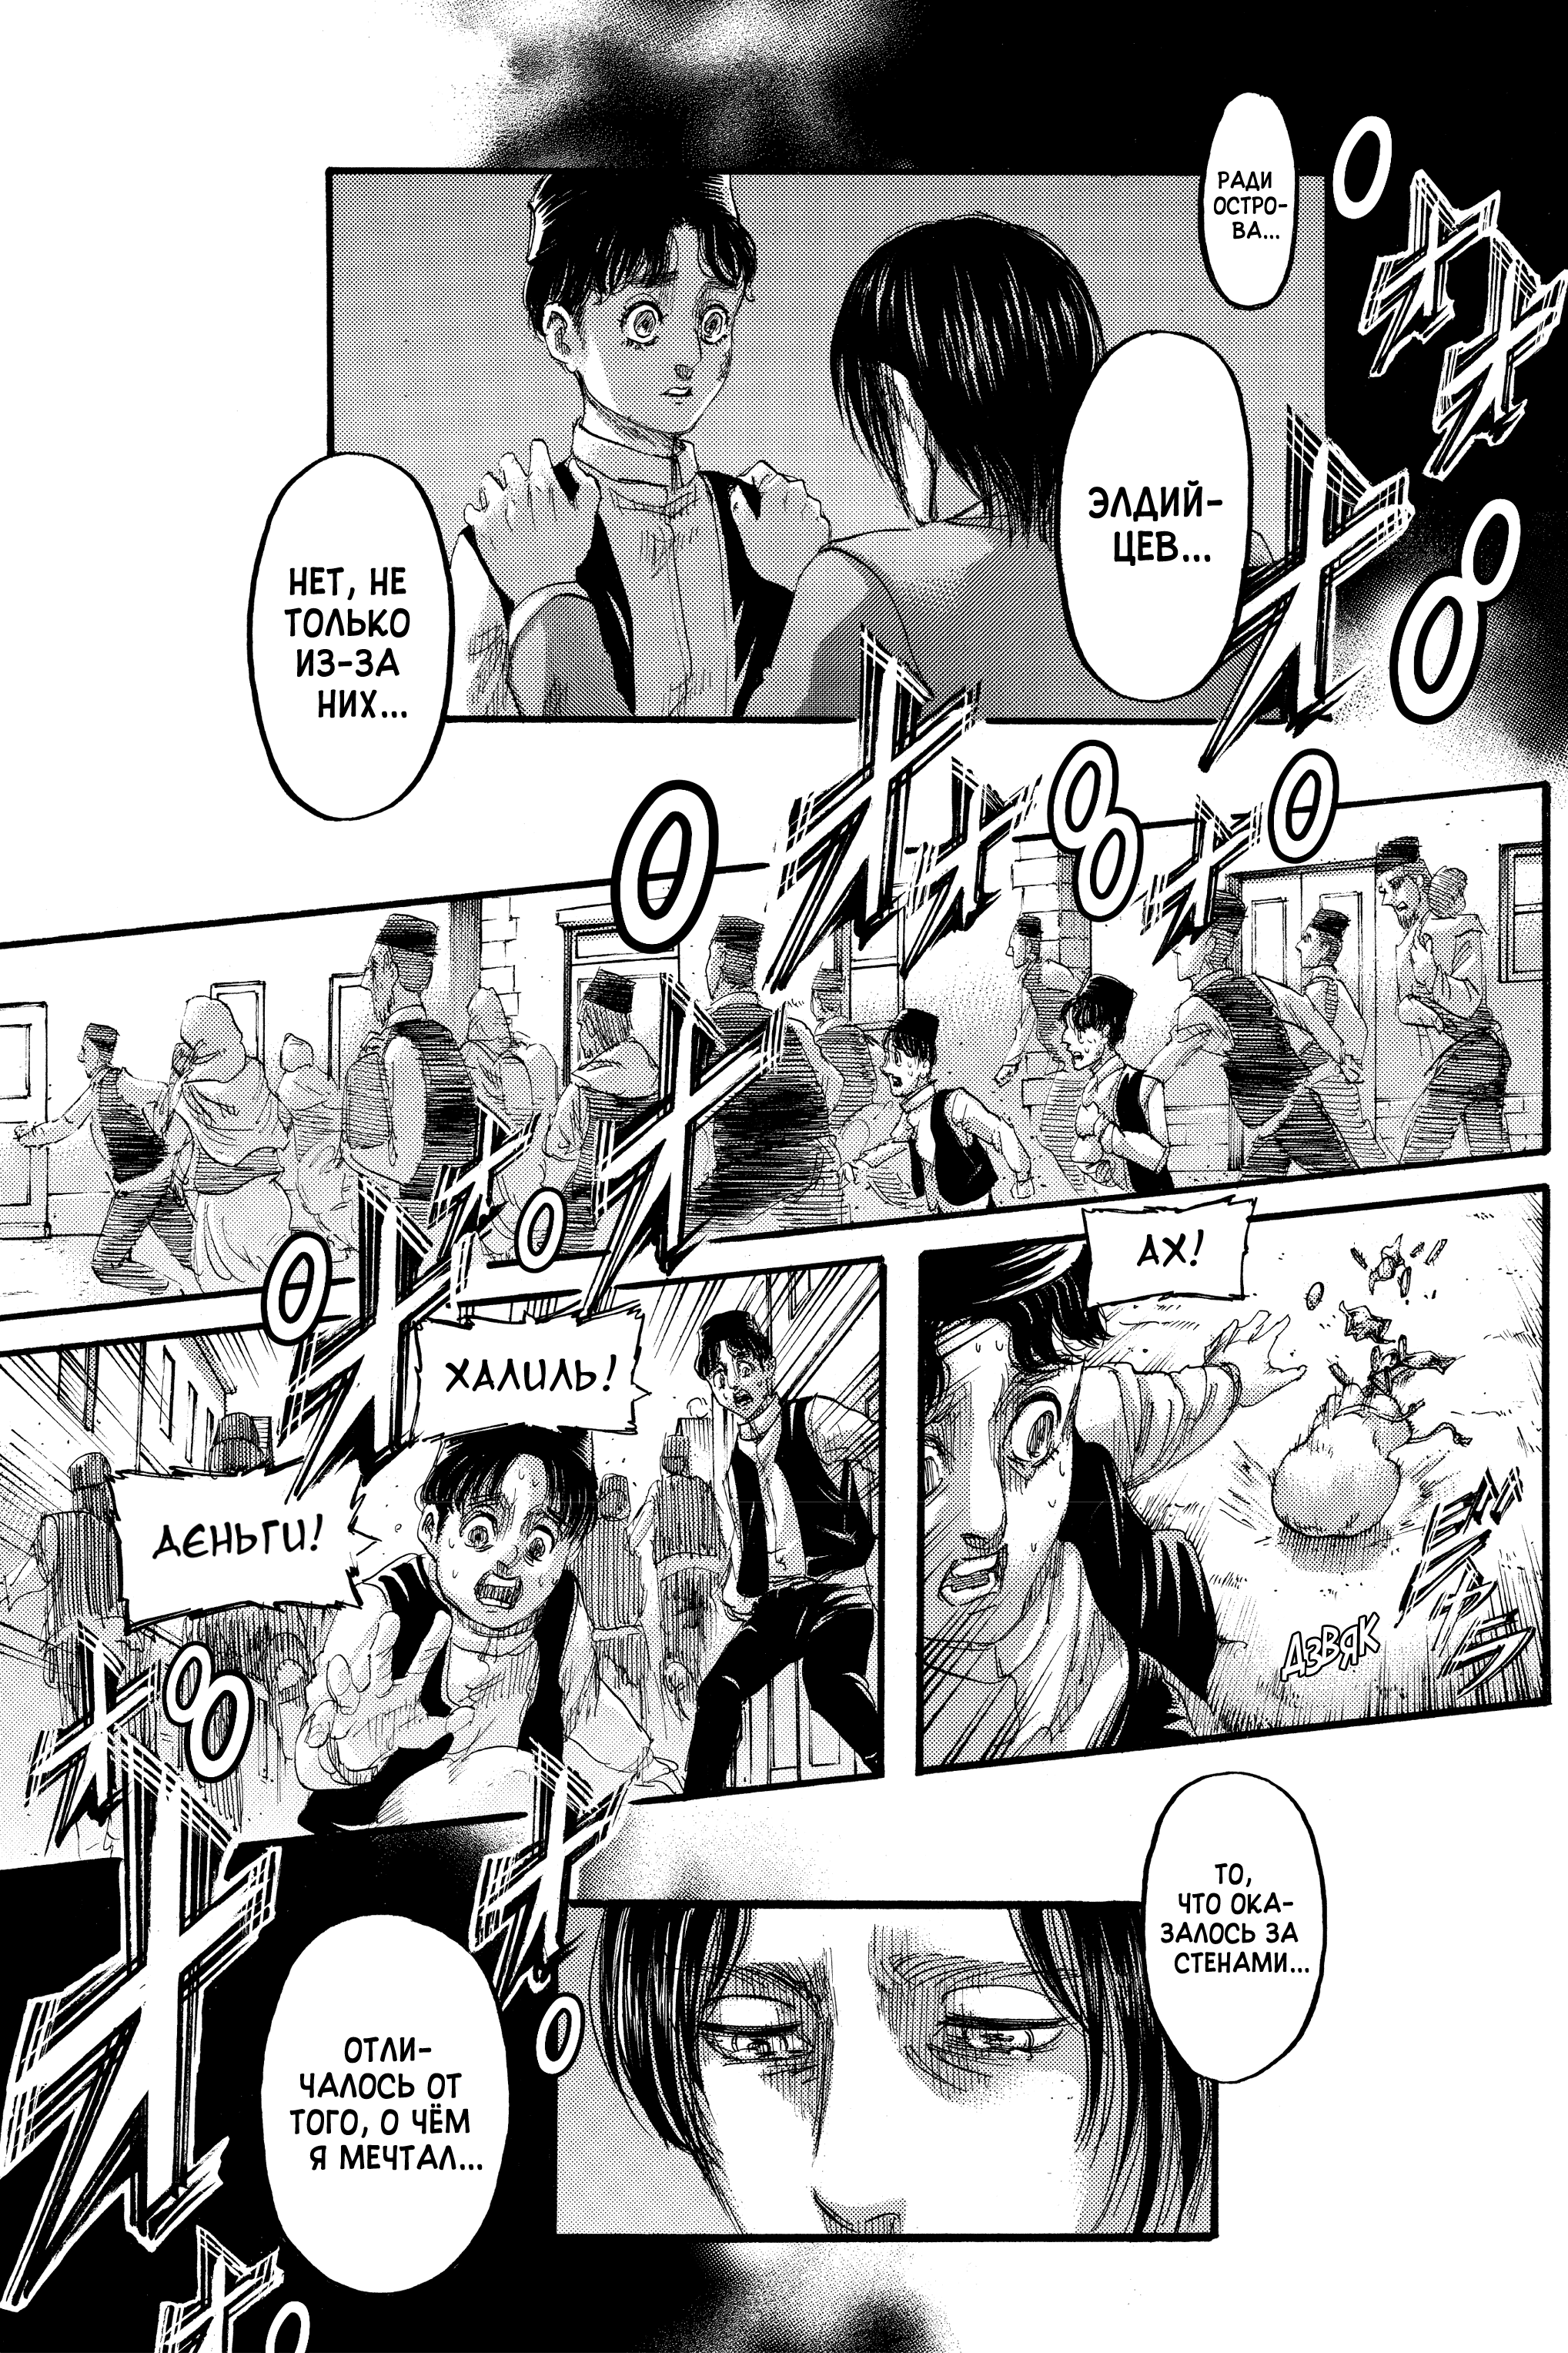 РАДИ
ОСТРО-
ВА...
ЭЛДИЙ-
ЦЕВ...
НЕТ, НЕ
ТОЛЬКО
ИЗ-ЗА
НИХ...
АХ!
ДЗВЯК
ХАЛИЛЬ!
ДЕНЬГИ!
ТО,
ЧТО ОКА-
ЗАЛОСЬ ЗА
СТЕНАМИ...
ОТЛИ-
ЧАЛОСЬ ОТ
ТОГО, О ЧЁМ
Я МЕЧТАЛ...